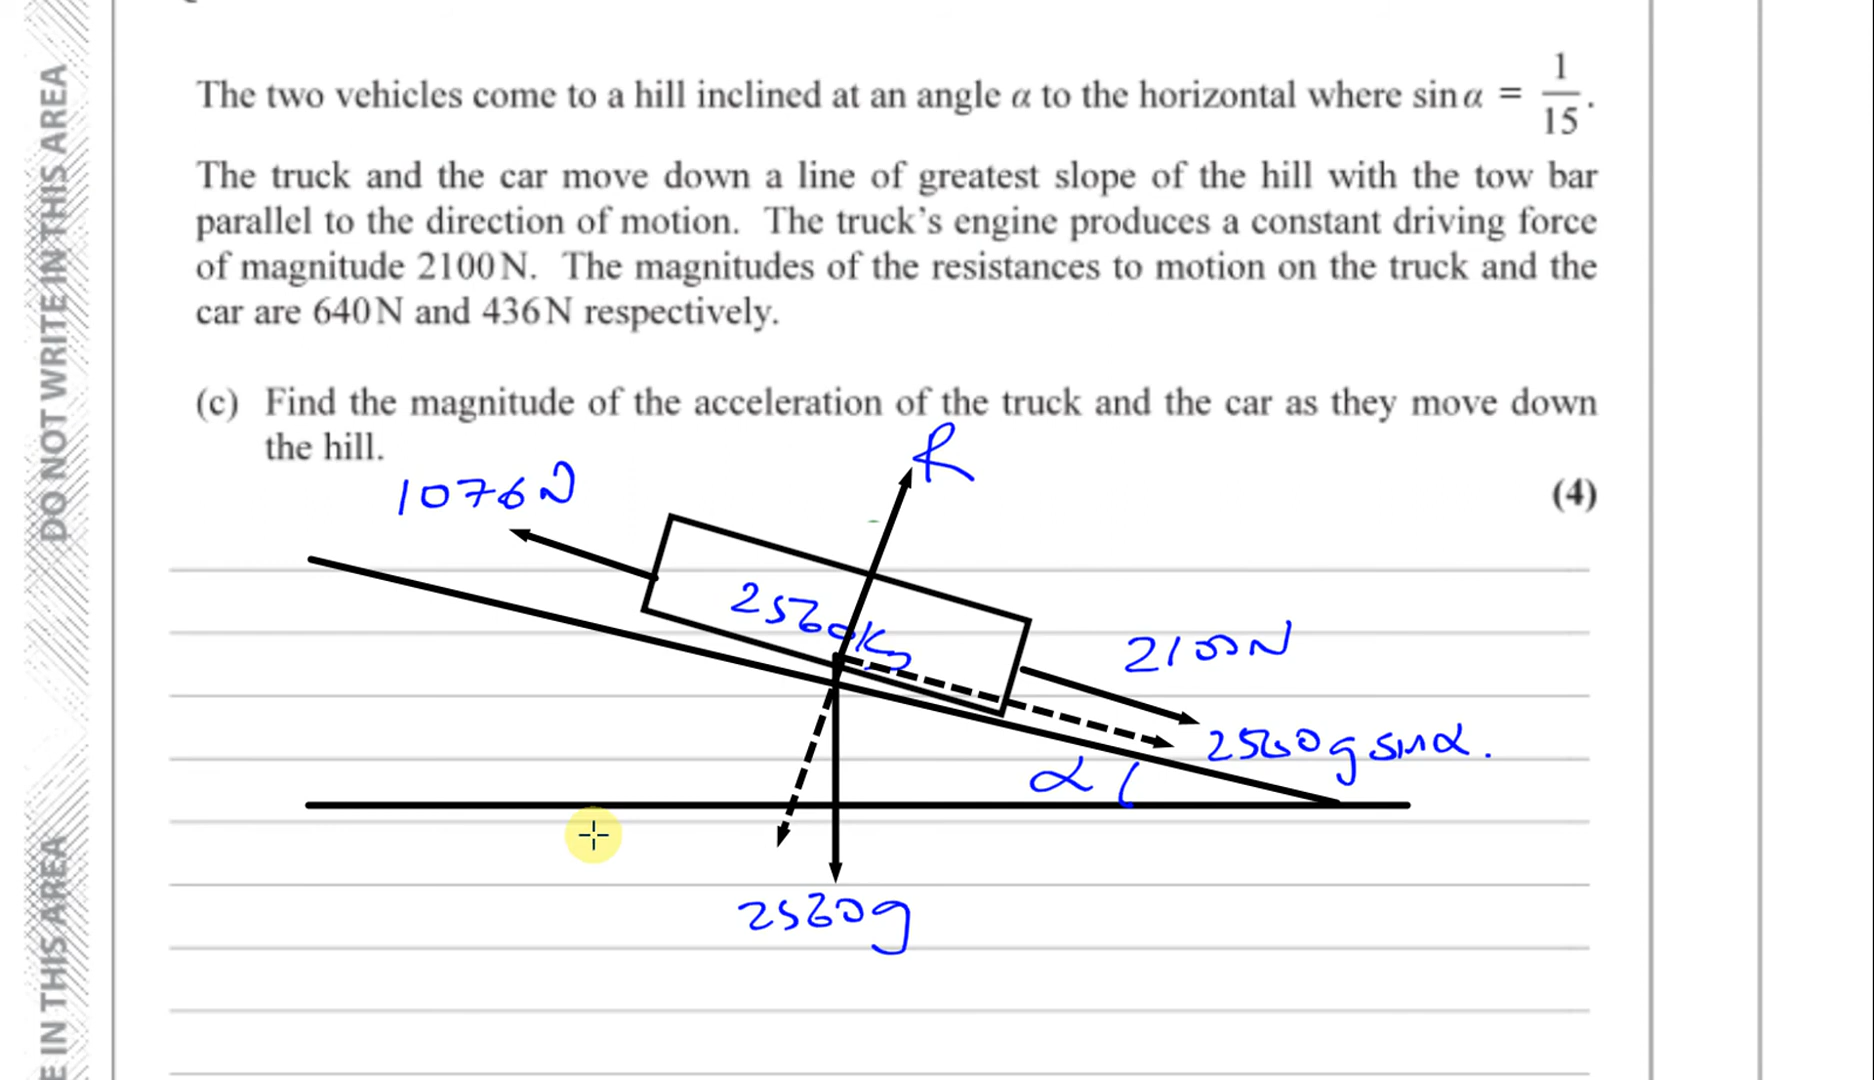 The two vehicles come to a hill inclined at an angle α to the horizontal where sin α = 1/15.
The truck and the car move down a line of greatest slope of the hill with the tow bar
parallel to the direction of motion. The truck's engine produces a constant driving force
of magnitude 2100 N. The magnitudes of the resistances to motion on the truck and the
car are 640 N and 436 N respectively.
(c) Find the magnitude of the acceleration of the truck and the car as they move down
the hill.
(4)
R
1076N
2560kg
2100N
2560g sinα.
α
2560g
DO NOT WRITE IN THIS AREA
E IN THIS AREA